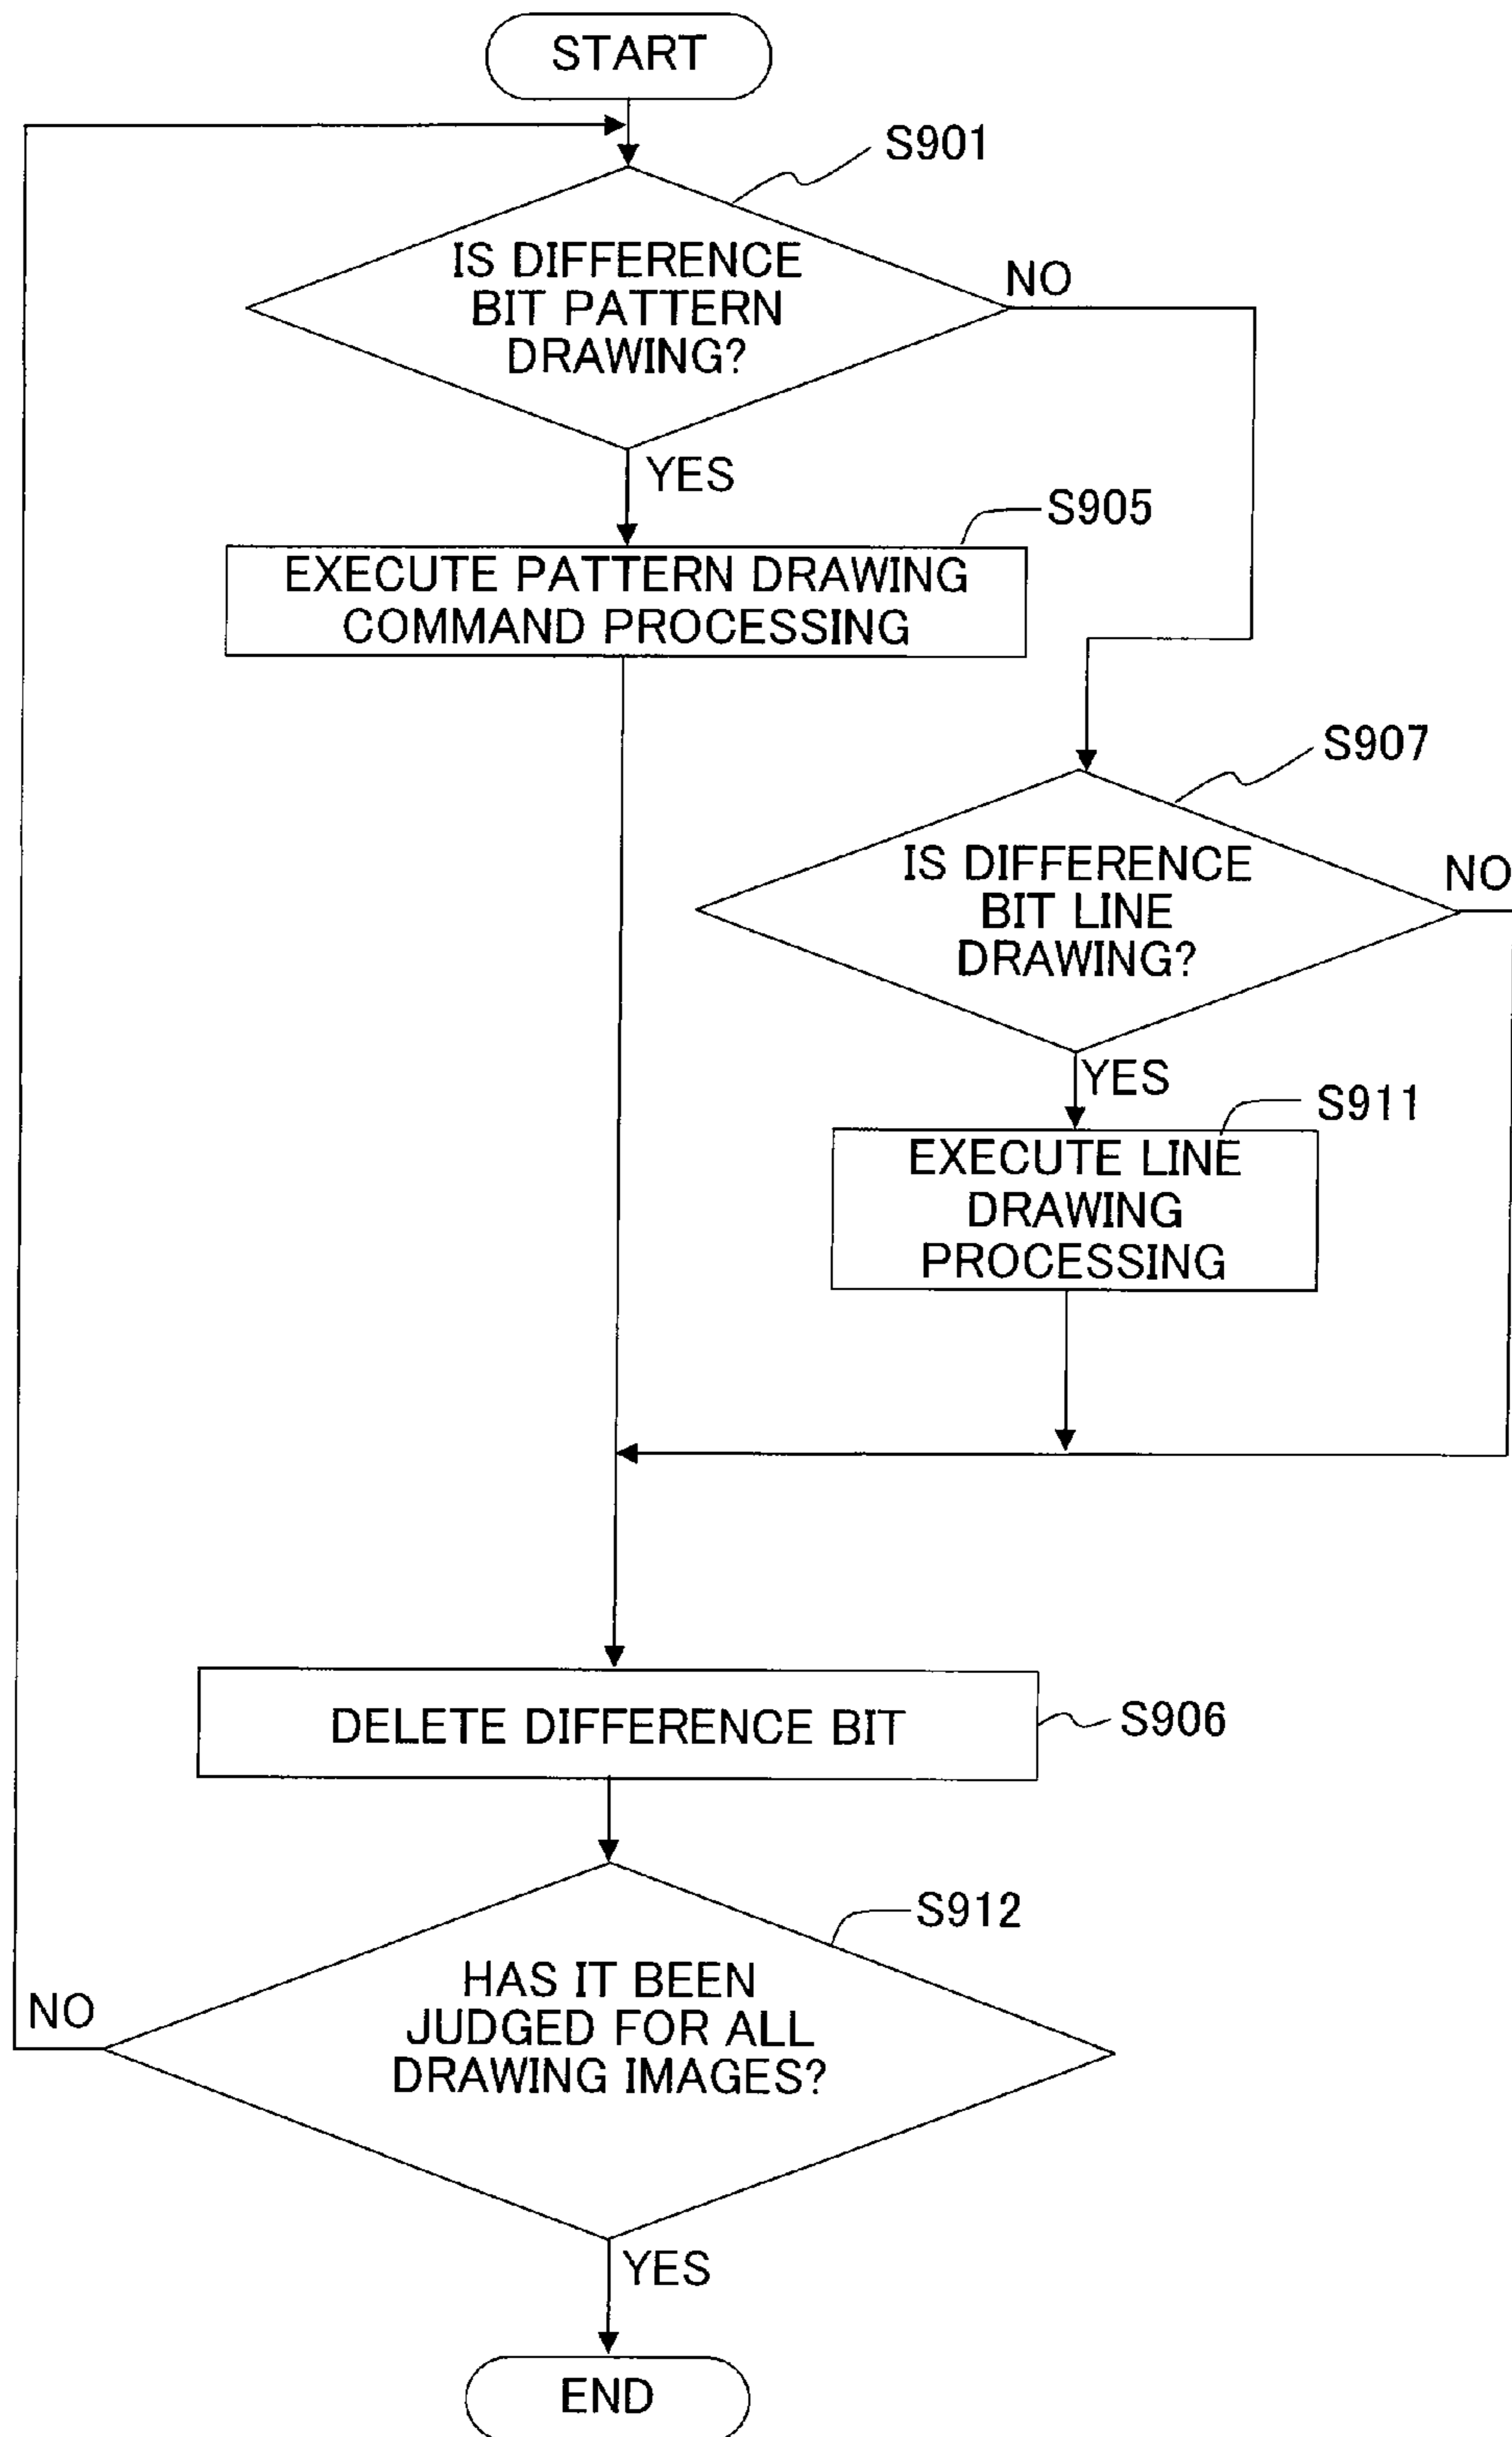 START
S901
IS DIFFERENCE
BIT PATTERN
DRAWING?
NO
YES
S905
EXECUTE PATTERN DRAWING
COMMAND PROCESSING
S907
IS DIFFERENCE
BIT LINE
DRAWING?
NO
YES
S911
EXECUTE LINE
DRAWING
PROCESSING
DELETE DIFFERENCE BIT
S906
S912
HAS IT BEEN
JUDGED FOR ALL
DRAWING IMAGES?
NO
YES
END